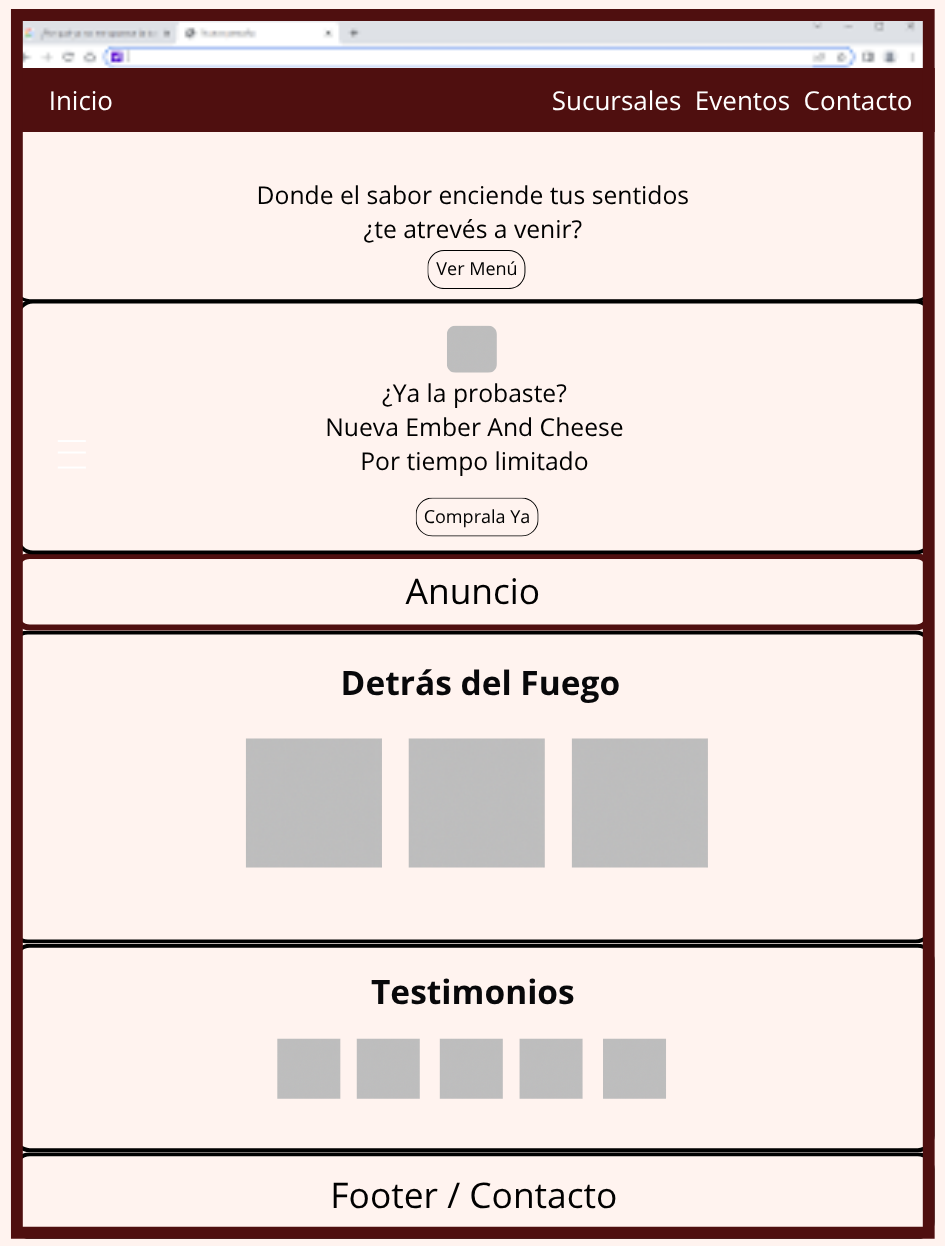 Inicio
Sucursales Eventos Contacto
Donde el sabor enciende tus sentidos
¿te atrevés a venir?
Ver Menú
¿Ya la probaste?
Nueva Ember And Cheese
Por tiempo limitado
Comprala Ya
Anuncio
Detrás del Fuego
Testimonios
Footer / Contacto